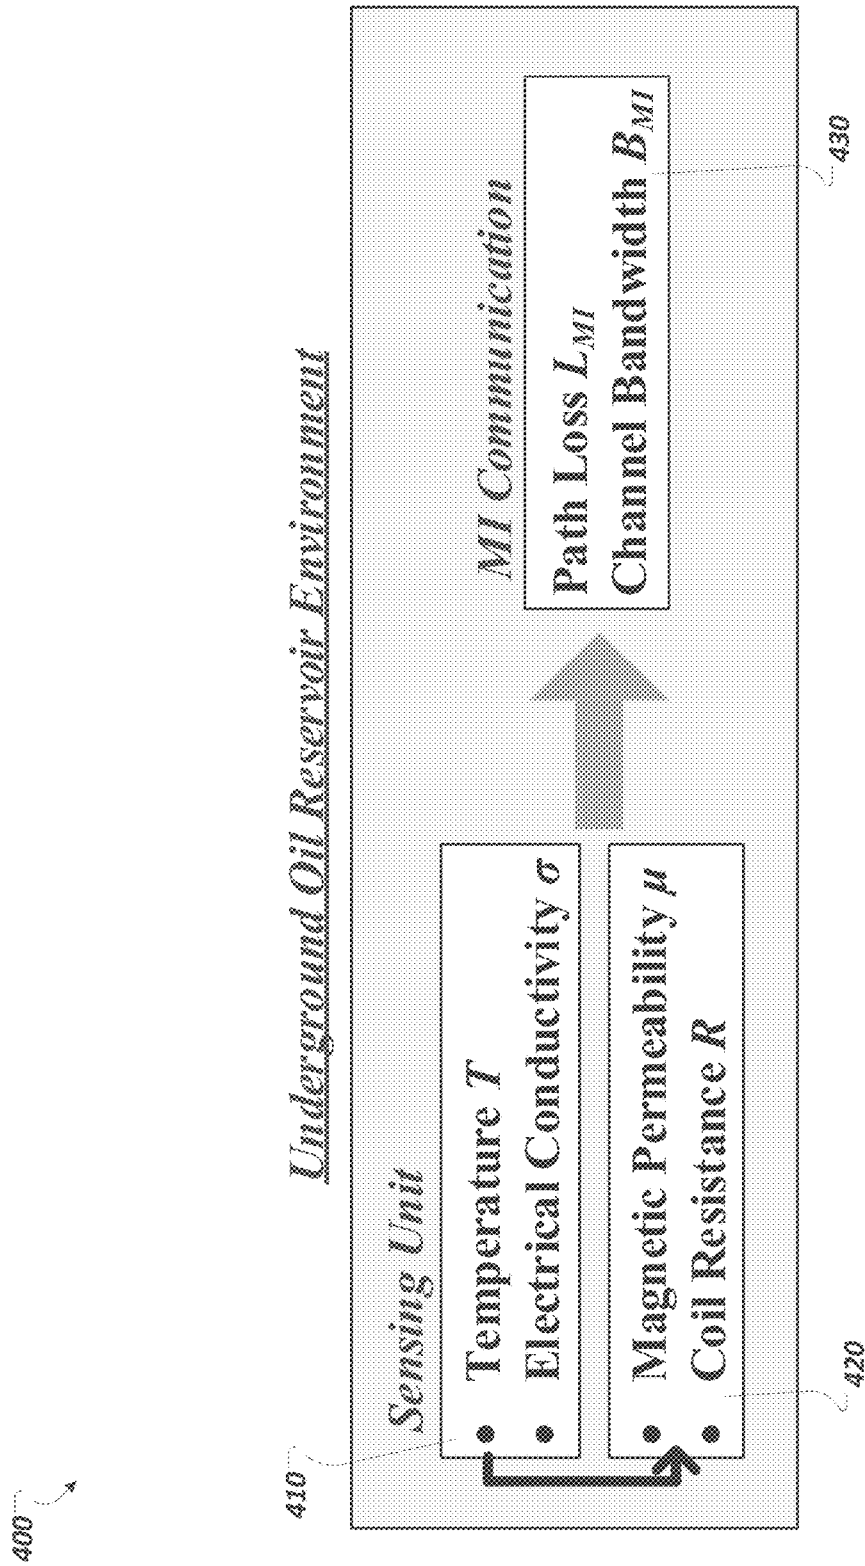 400
Underground Oil Reservoir Environment
Sensing Unit
410
• Temperature T
• Electrical Conductivity σ
• Magnetic Permeability μ
• Coil Resistance R
420
MI Communication
Path Loss L_MI
Channel Bandwidth B_MI
430